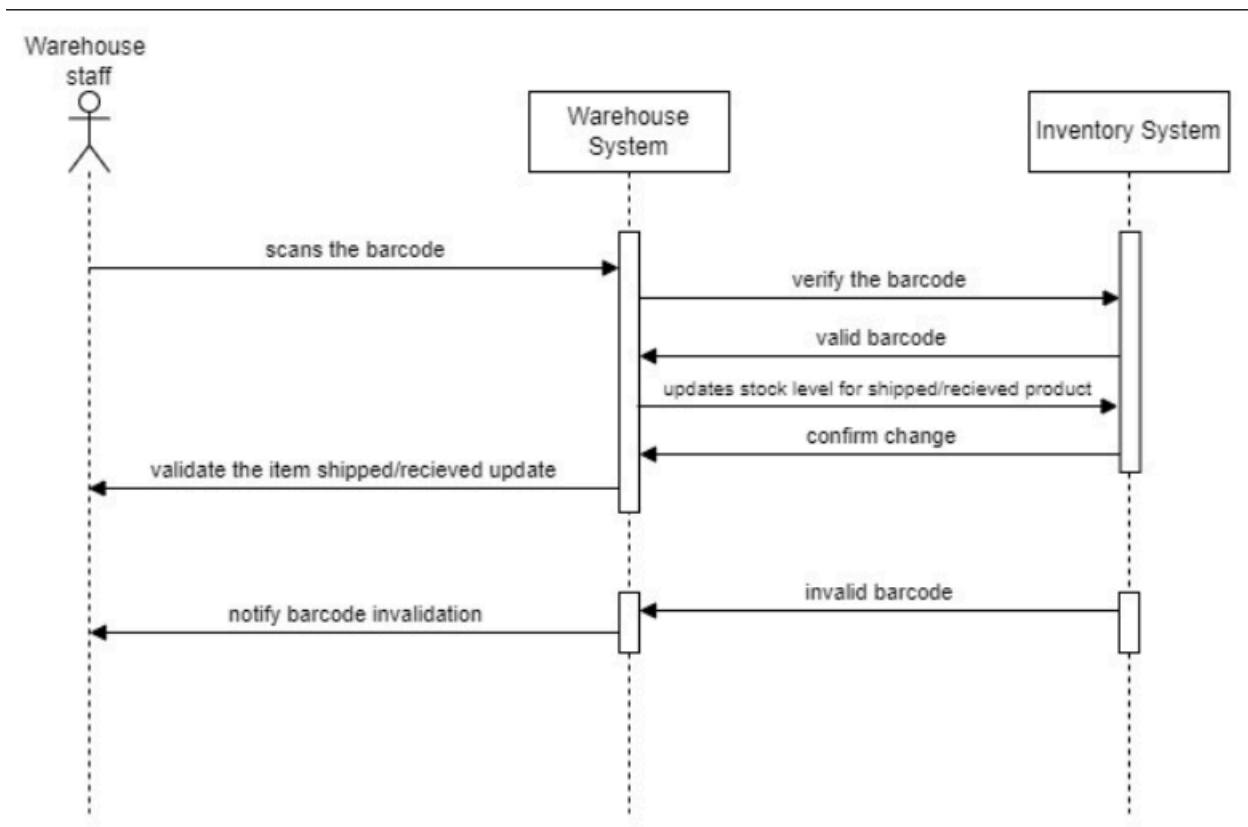 Warehouse
staff
Warehouse
System
Inventory System
scans the barcode
verify the barcode
valid barcode
updates stock level for shipped/recieved product
confirm change
validate the item shipped/recieved update
invalid barcode
notify barcode invalidation